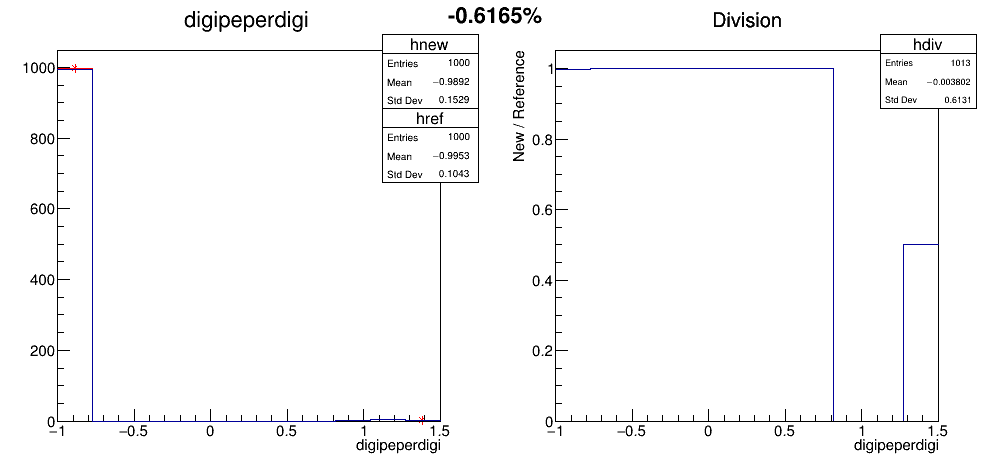 -0.6165%
digipeperdigi
hnew
Entries 1000
Mean −0.9892
Std Dev 0.1529
href
Entries 1000
Mean −0.9953
Std Dev 0.1043
1000
800
600
400
200
0
−1 −0.5 0 0.5 1 1.5
digipeperdigi
Division
hdiv
Entries 1013
Mean −0.003802
Std Dev 0.6131
New / Reference
1
0.8
0.6
0.4
0.2
0
−1 −0.5 0 0.5 1 1.5
digipeperdigi